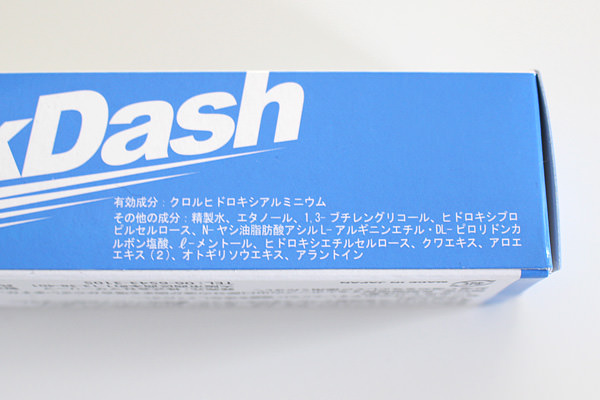 kDash
有効成分：クロルヒドロキシアルミニウム
その他の成分：精製水、エタノール、1,3-ブチレングリコール、ヒドロキシプロ
ピルセルロース、N-ヤシ油脂肪酸アシルL-アルギニンエチル・DL-ピロリドンカ
ルボン塩酸、ℓ-メントール、ヒドロキシエチルセルロース、クワエキス、アロエ
エキス（2）、オトギリソウエキス、アラントイン
MADE IN JAPAN